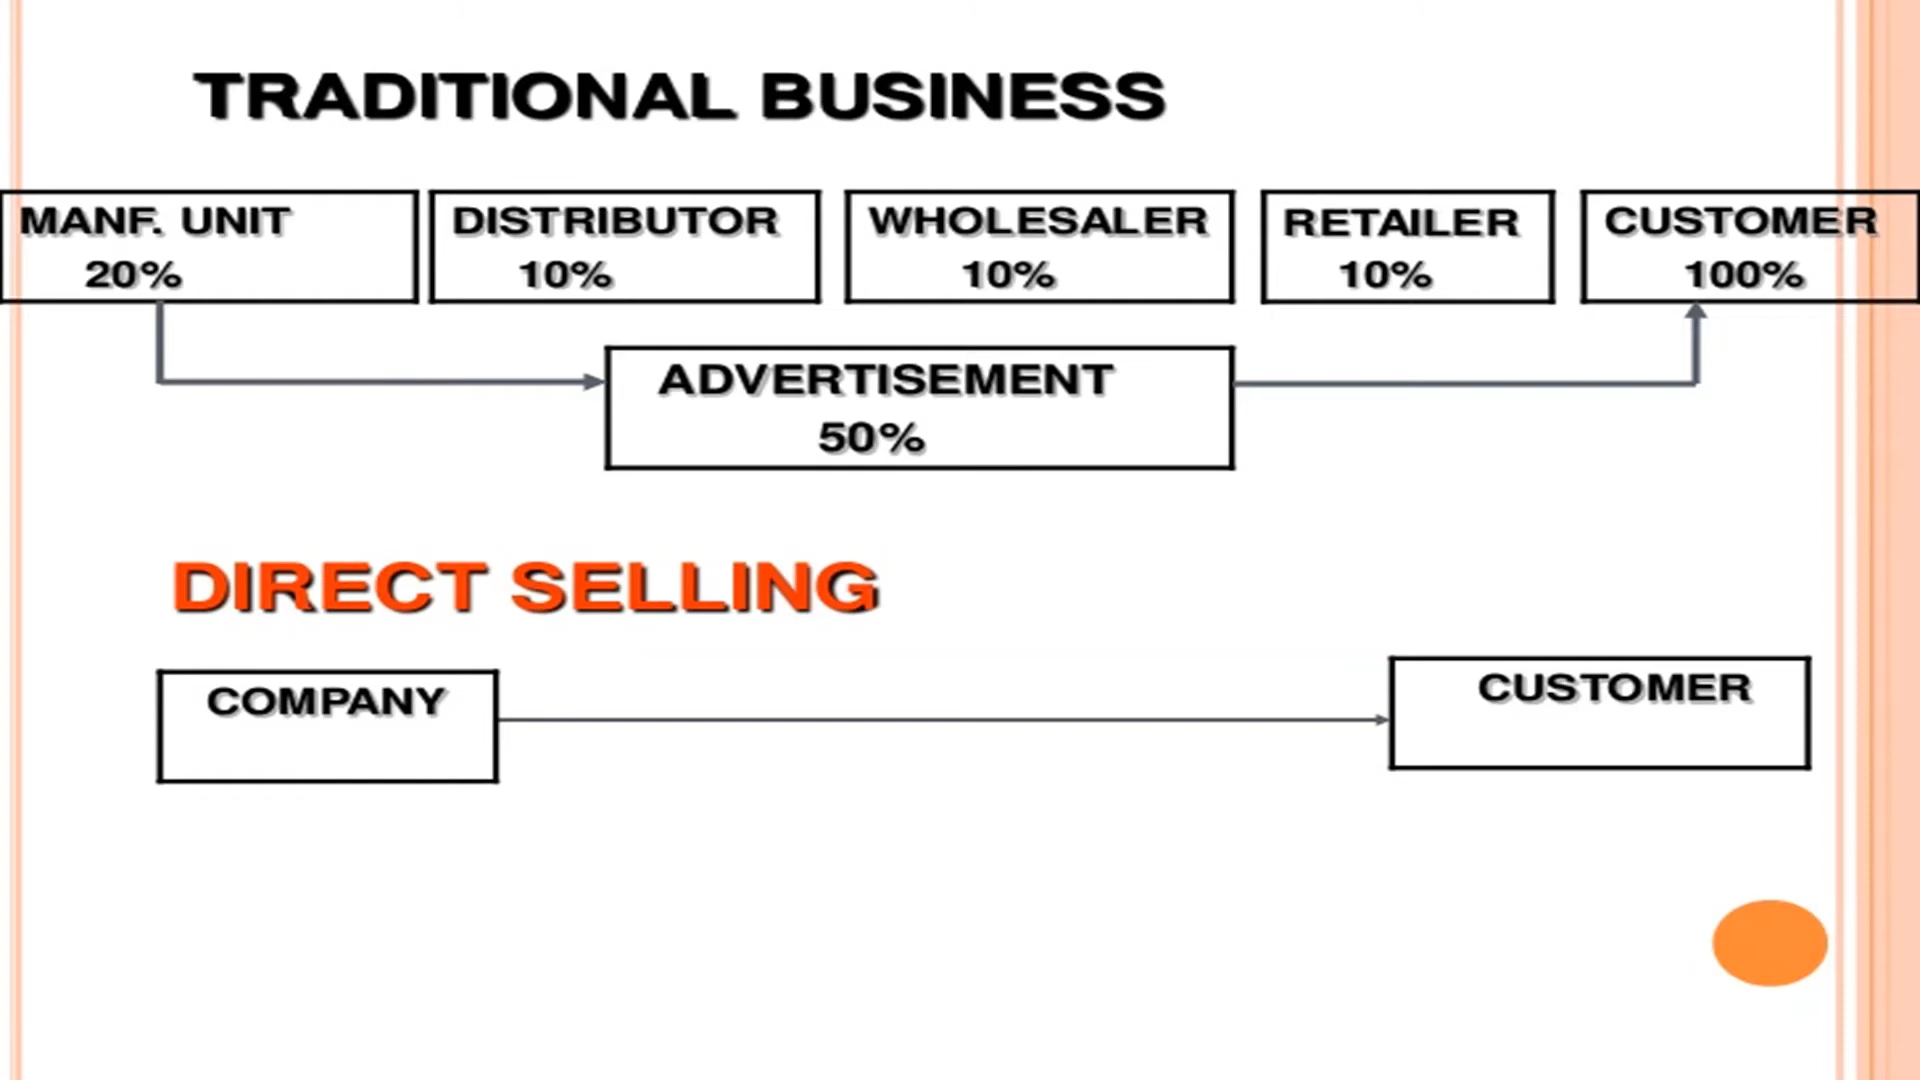 TRADITIONAL BUSINESS
MANF. UNIT
20%
DISTRIBUTOR
10%
WHOLESALER
10%
RETAILER
10%
CUSTOMER
100%
ADVERTISEMENT
50%
DIRECT SELLING
COMPANY
CUSTOMER